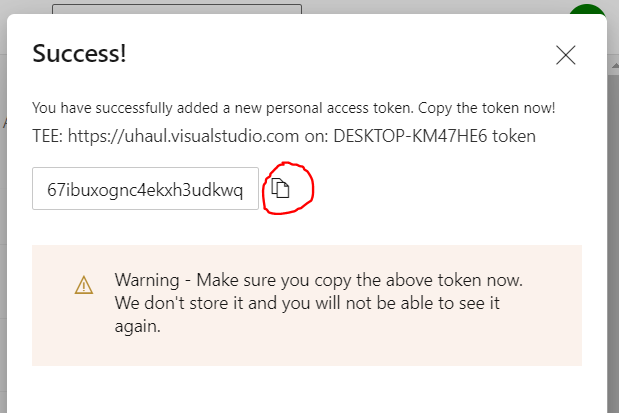 Success!
You have successfully added a new personal access token. Copy the token now!
TEE: https://uhaul.visualstudio.com on: DESKTOP-KM47HE6 token
67ibuxognc4ekxh3udkwq
Warning - Make sure you copy the above token now.
We don't store it and you will not be able to see it
again.